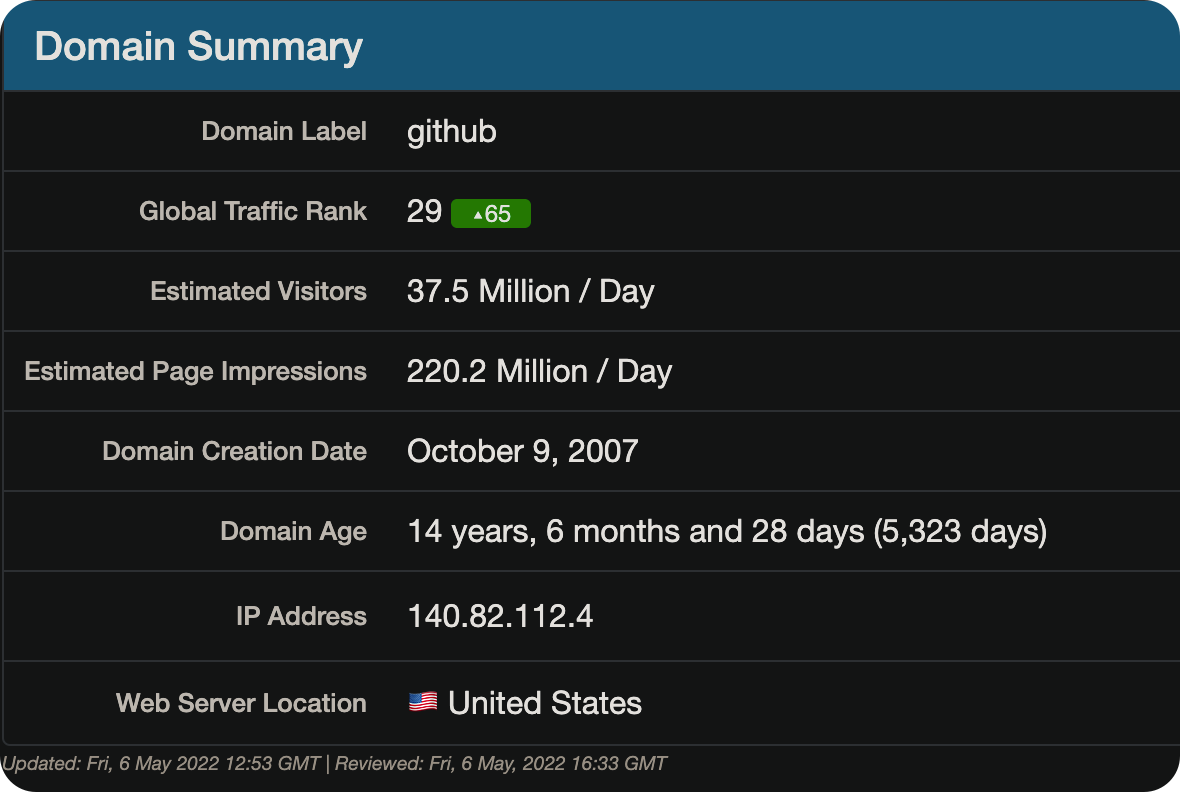 Domain Summary
Domain Label github
Global Traffic Rank 29 ▲65
Estimated Visitors 37.5 Million / Day
Estimated Page Impressions 220.2 Million / Day
Domain Creation Date October 9, 2007
Domain Age 14 years, 6 months and 28 days (5,323 days)
IP Address 140.82.112.4
Web Server Location 🇺🇸 United States
Updated: Fri, 6 May 2022 12:53 GMT | Reviewed: Fri, 6 May, 2022 16:33 GMT